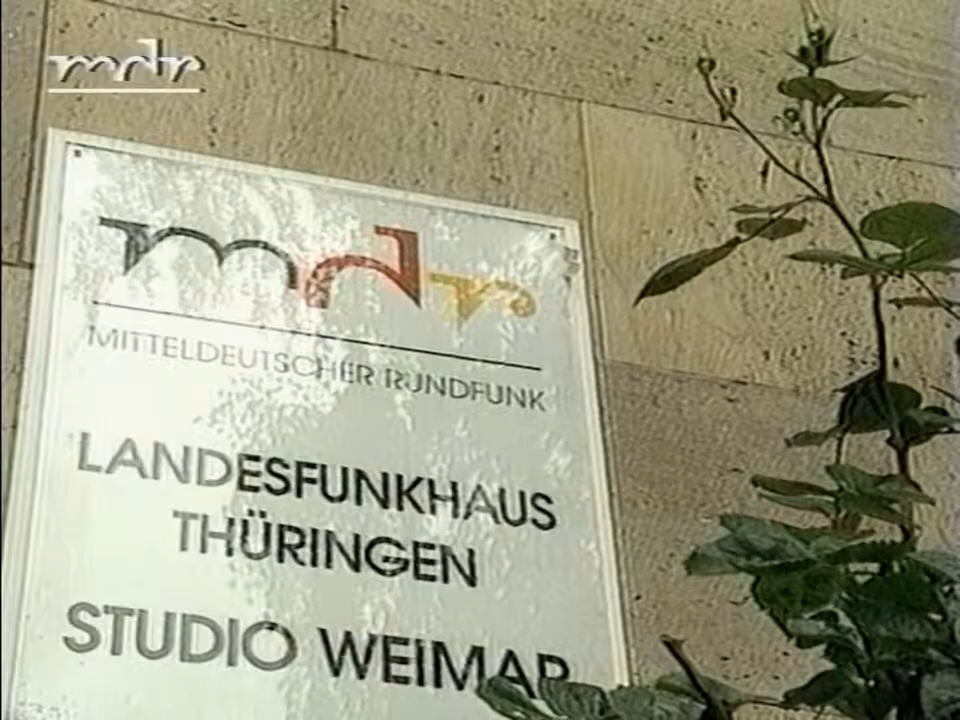 mdr
mdr
MITTELDEUTSCHER RUNDFUNK
LANDESFUNKHAUS
THÜRINGEN
STUDIO WEIMAR